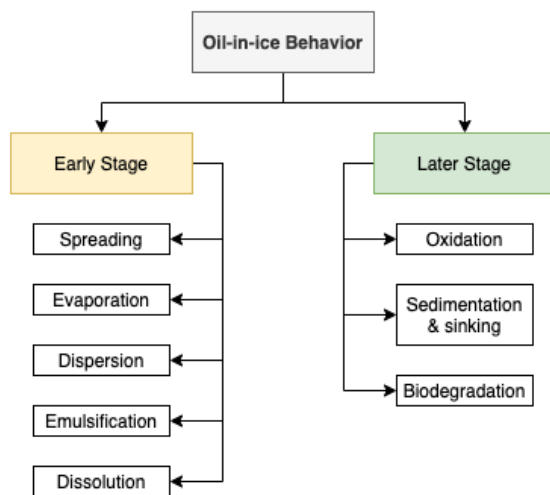 Oil-in-ice Behavior
Early Stage
Spreading
Evaporation
Dispersion
Emulsification
Dissolution
Later Stage
Oxidation
Sedimentation
& sinking
Biodegradation